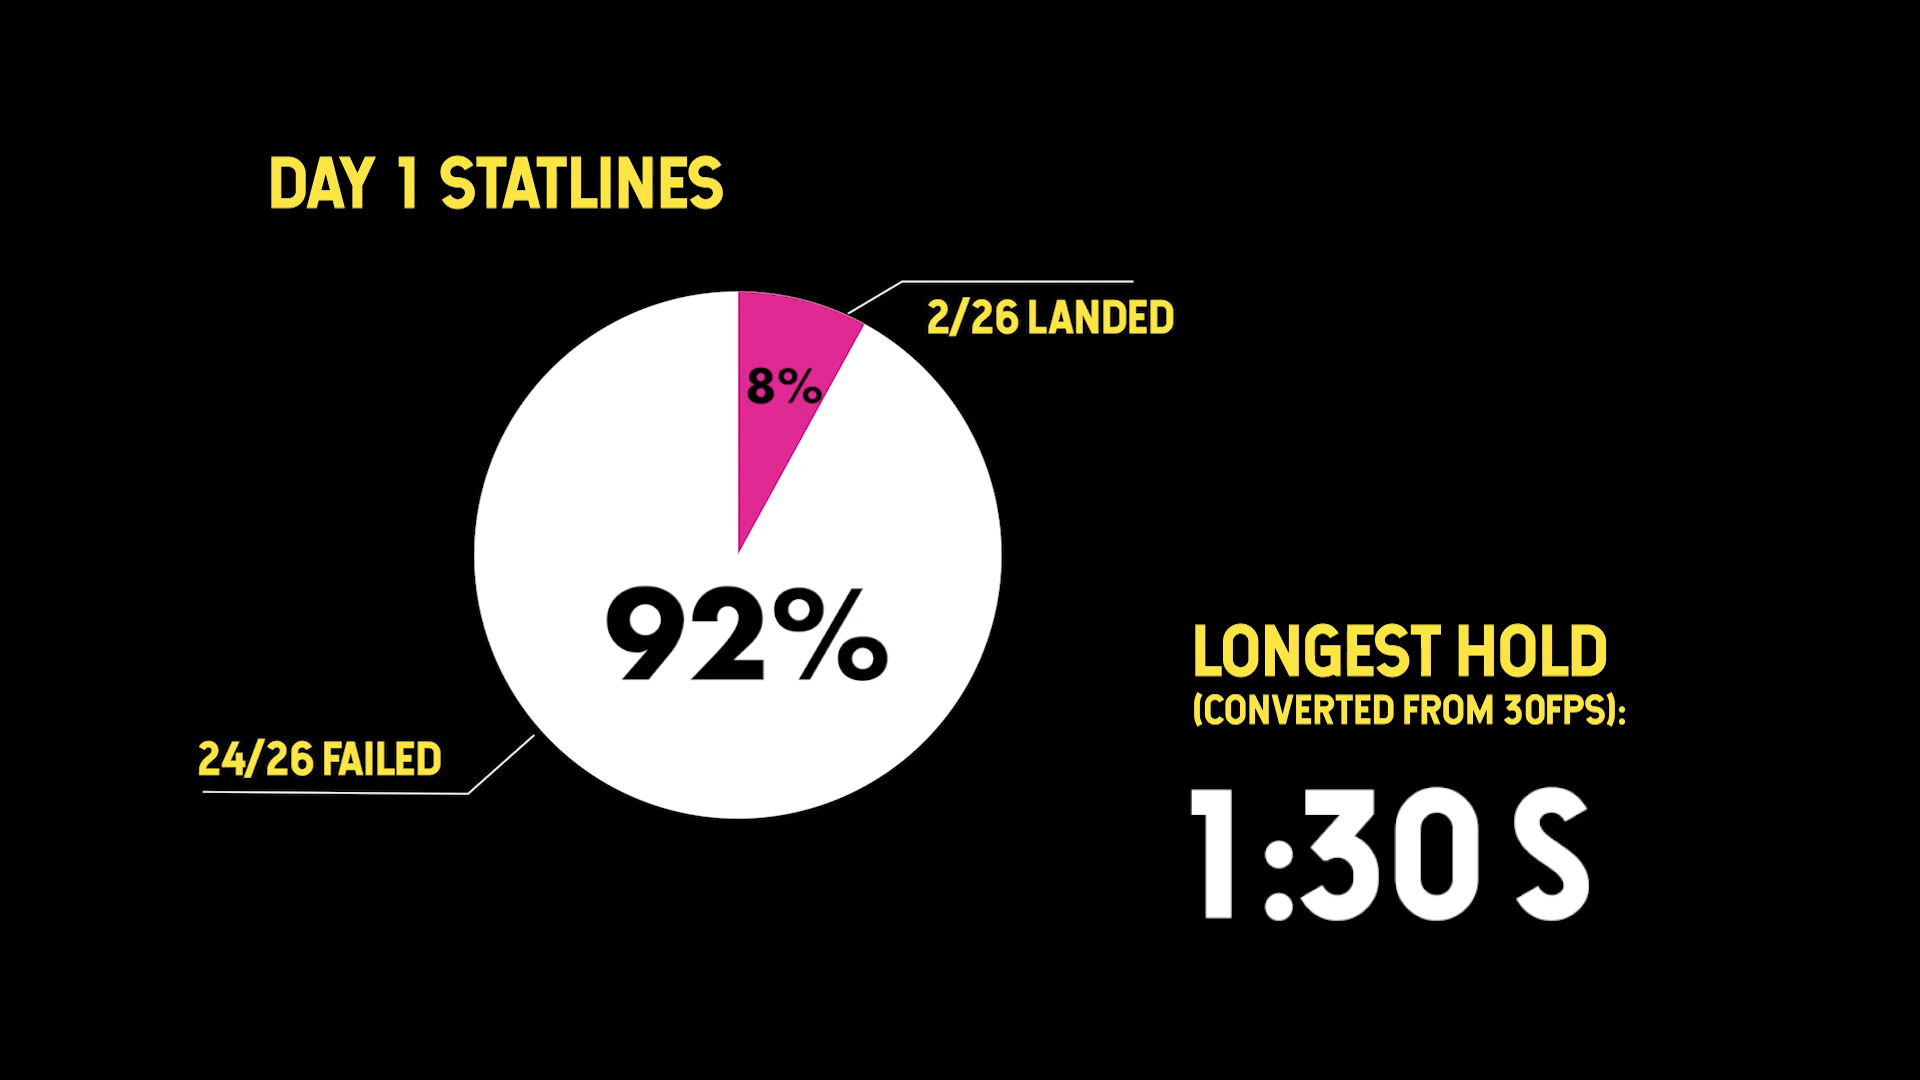 DAY 1 STATLINES
2/26 LANDED
8%
92%
24/26 FAILED
LONGEST HOLD
(CONVERTED FROM 30FPS):
1:30 S